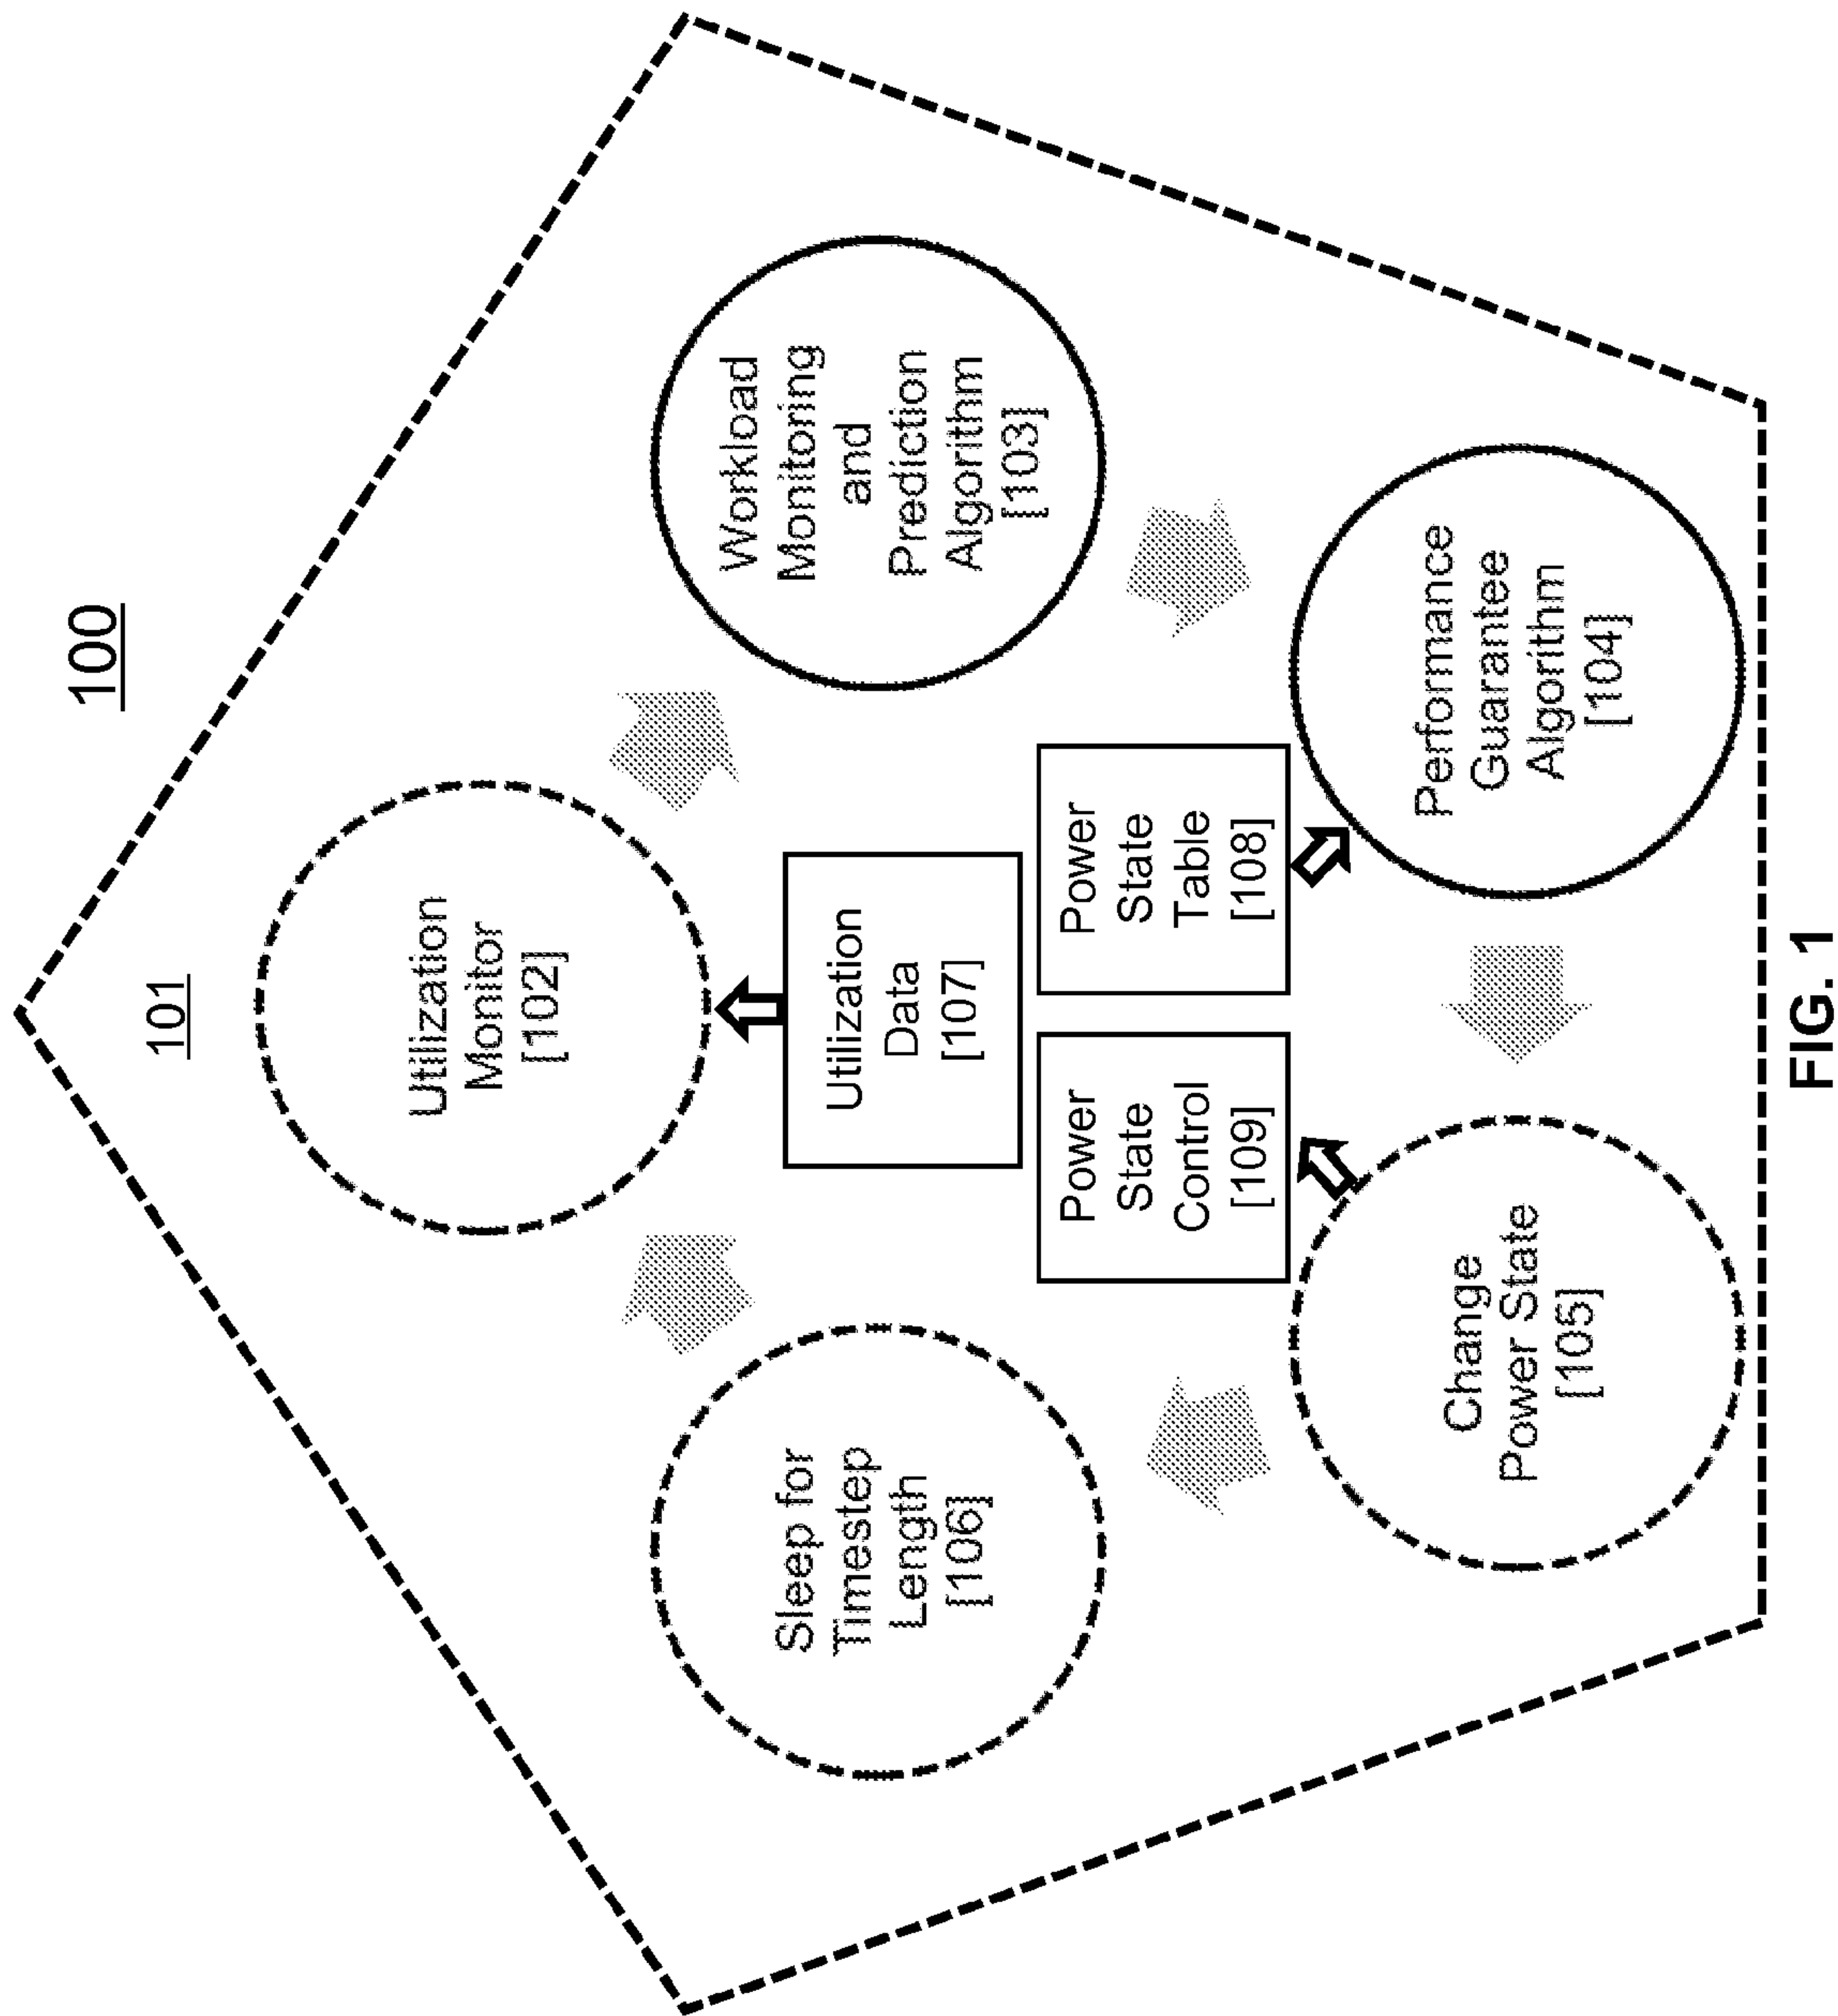 100
101
Utilization
Monitor
[102]
Workload
Monitoring
and
Prediction
Algorithm
[103]
Performance
Guarantee
Algorithm
[104]
Change
Power State
[105]
Sleep for
Timestep
Length
[106]
Utilization
Data
[107]
Power
State
Table
[108]
Power
State
Control
[109]
FIG. 1